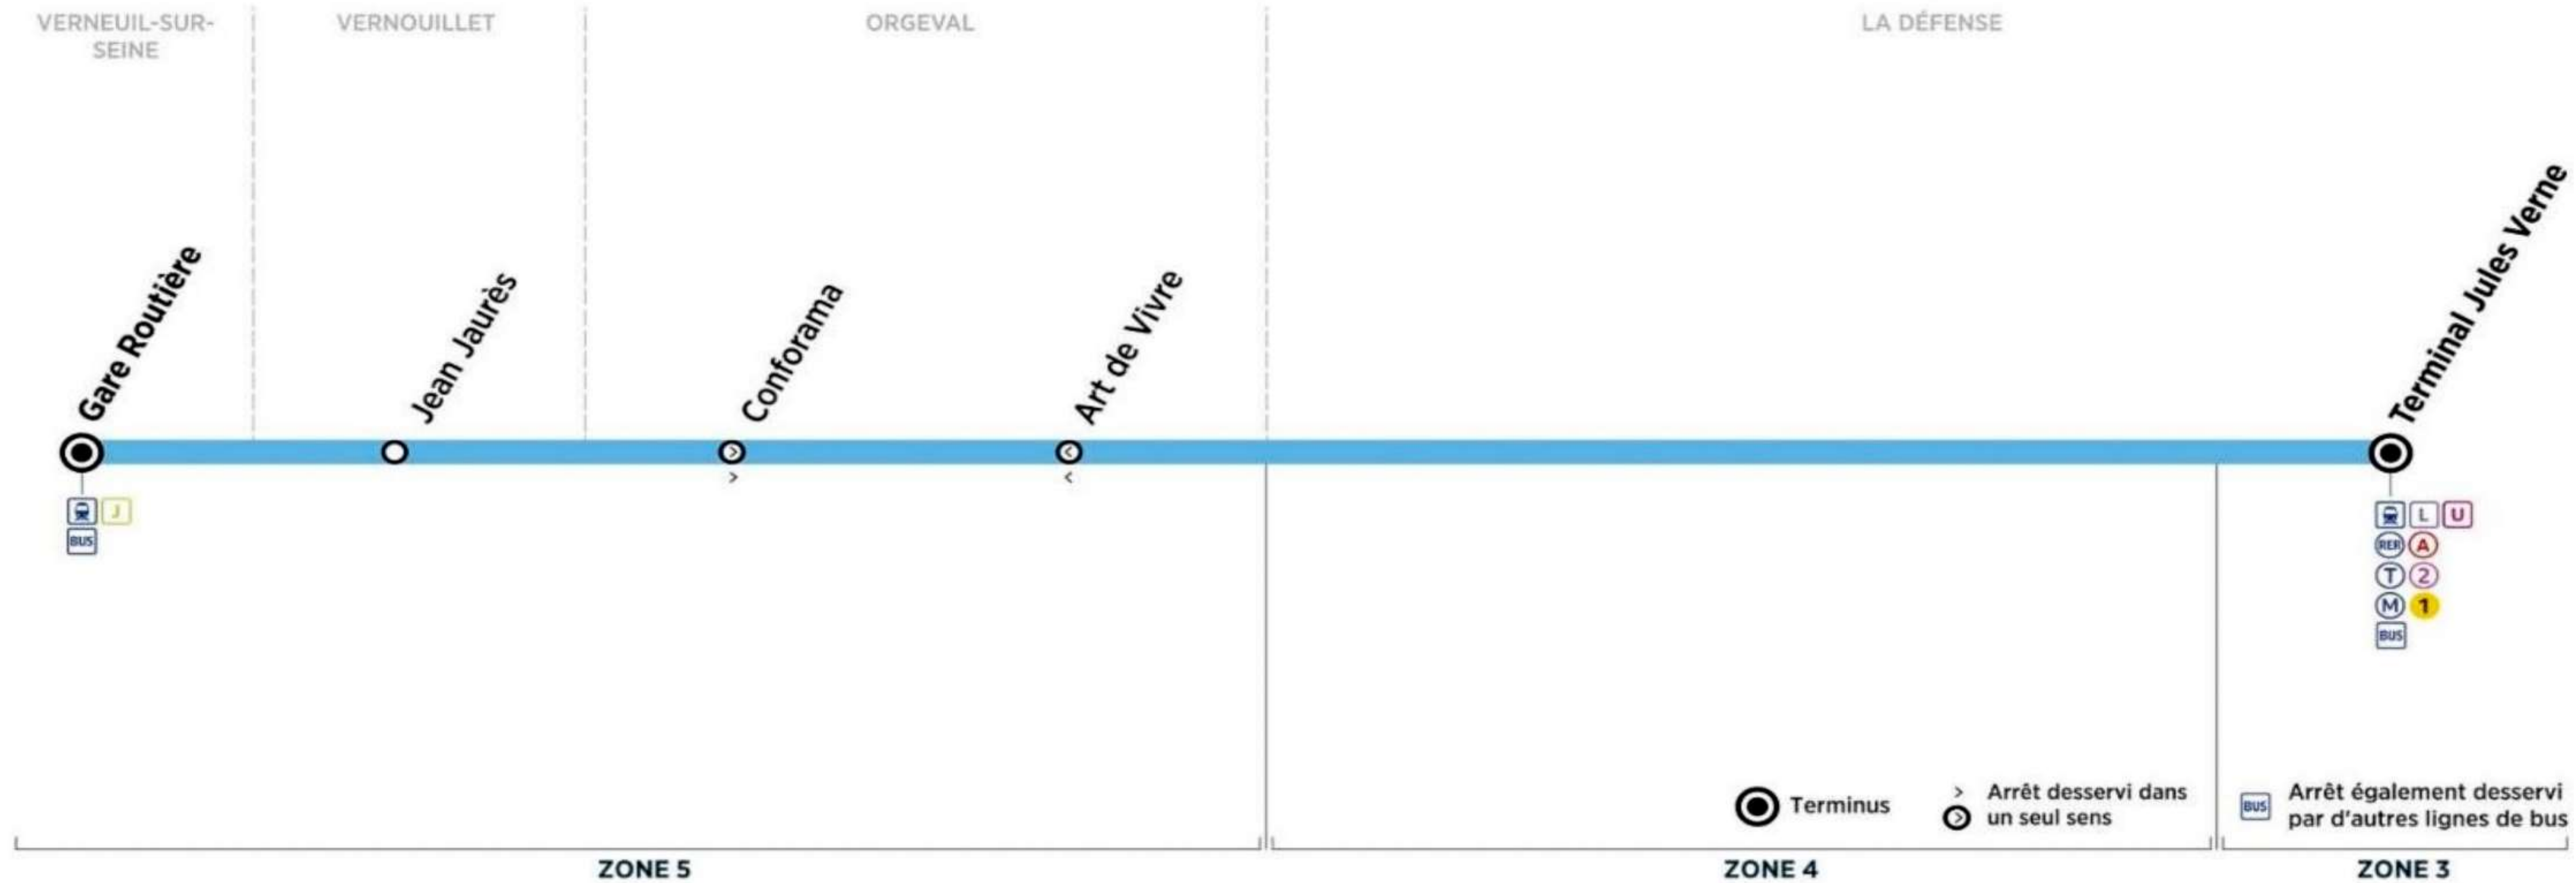 VERNEUIL-SUR-
SEINE
VERNOUILLET
ORGEVAL
LA DÉFENSE
Gare Routière
Jean Jaurès
Conforama
Art de Vivre
Terminal Jules Verne
>
<
J
BUS
L U
RER A
T 2
M 1
BUS
Terminus
> Arrêt desservi dans
un seul sens
BUS
Arrêt également desservi
par d'autres lignes de bus
ZONE 5
ZONE 4
ZONE 3